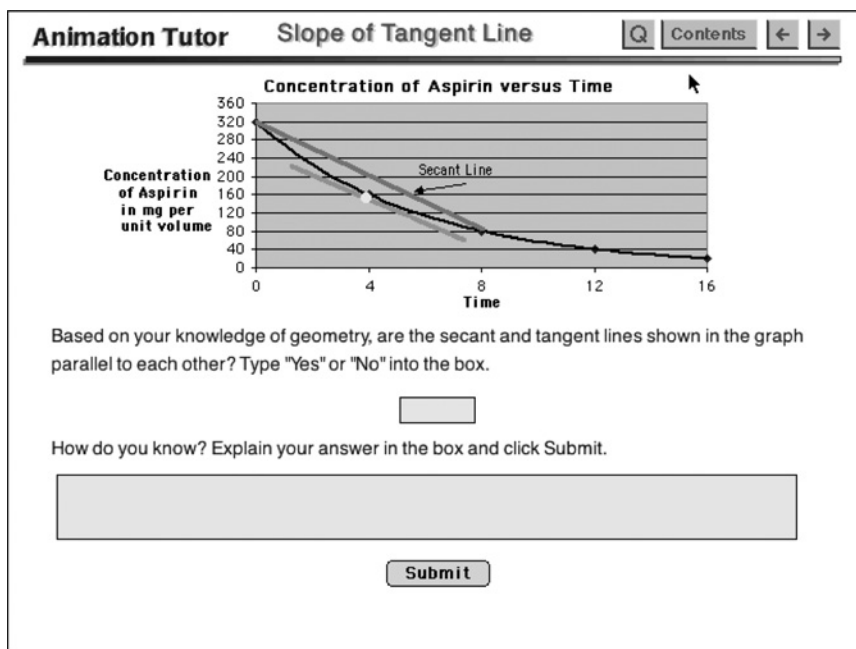 Animation Tutor
Slope of Tangent Line
Q
Contents
←
→
Concentration of Aspirin versus Time
360
320
280
240
200
160
120
80
40
0
Concentration
of Aspirin
in mg per
unit volume
Secant Line
0 4 8 12 16
Time
Based on your knowledge of geometry, are the secant and tangent lines shown in the graph
parallel to each other? Type "Yes" or "No" into the box.
How do you know? Explain your answer in the box and click Submit.
Submit